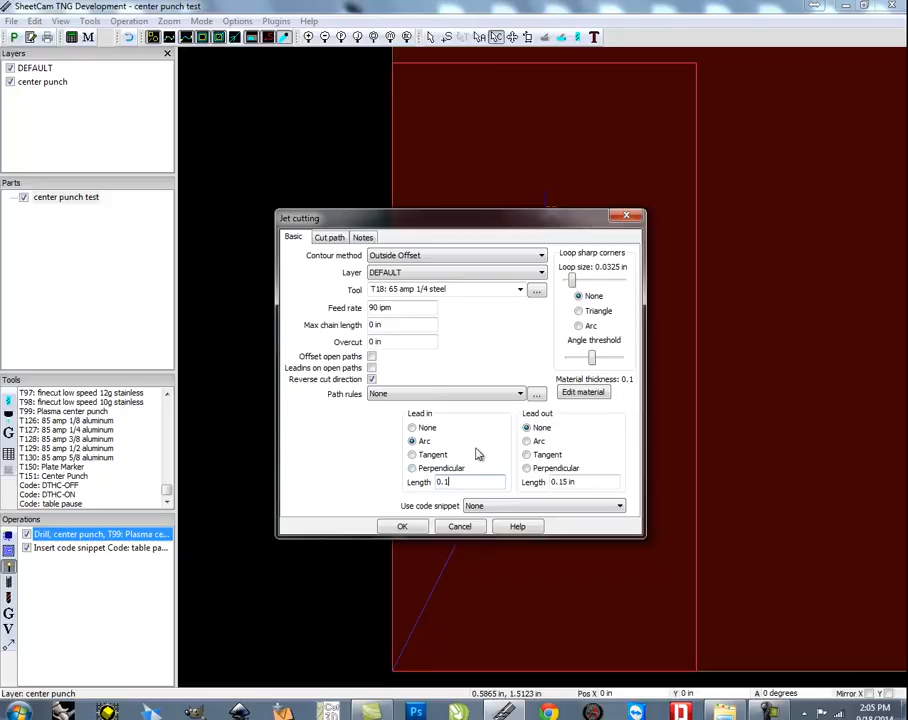 SheetCam TNG Development - center punch test
File Edit View Tools Operation Zoom Mode Options Plugins Help
Layers
DEFAULT
center punch
Parts
center punch test
Tools
T97: finecut low speed 12g stainless
T98: finecut low speed 10g stainless
T99: Plasma center punch
T126: 85 amp 1/8 aluminum
T127: 85 amp 1/4 aluminum
T128: 85 amp 3/8 aluminum
T129: 85 amp 1/2 aluminum
T130: 85 amp 5/8 aluminum
T150: Plate Marker
T151: Center Punch
Code: DTHC-OFF
Code: DTHC-ON
Code: table pause
Operations
Drill, center punch, T99: Plasma ce...
Insert code snippet Code: table pa...
Jet cutting
Basic Cut path Notes
Contour method Outside Offset
Layer DEFAULT
Tool T18: 65 amp 1/4 steel ...
Feed rate 90 ipm
Max chain length 0 in
Overcut 0 in
Offset open paths
Leadins on open paths
Reverse cut direction
Path rules None ...
Loop sharp corners
Loop size: 0.0325 in
None
Triangle
Arc
Angle threshold
Material thickness: 0.1
Edit material
Lead in
None
Arc
Tangent
Perpendicular
Length 0.1
Lead out
None
Arc
Tangent
Perpendicular
Length 0.15 in
Use code snippet None
OK Cancel Help
Layer: center punch
0.5865 in, 1.5123 in Pos X 0 in Y 0 in A 0 degrees Mirror X Y
2:05 PM
9/18/2014